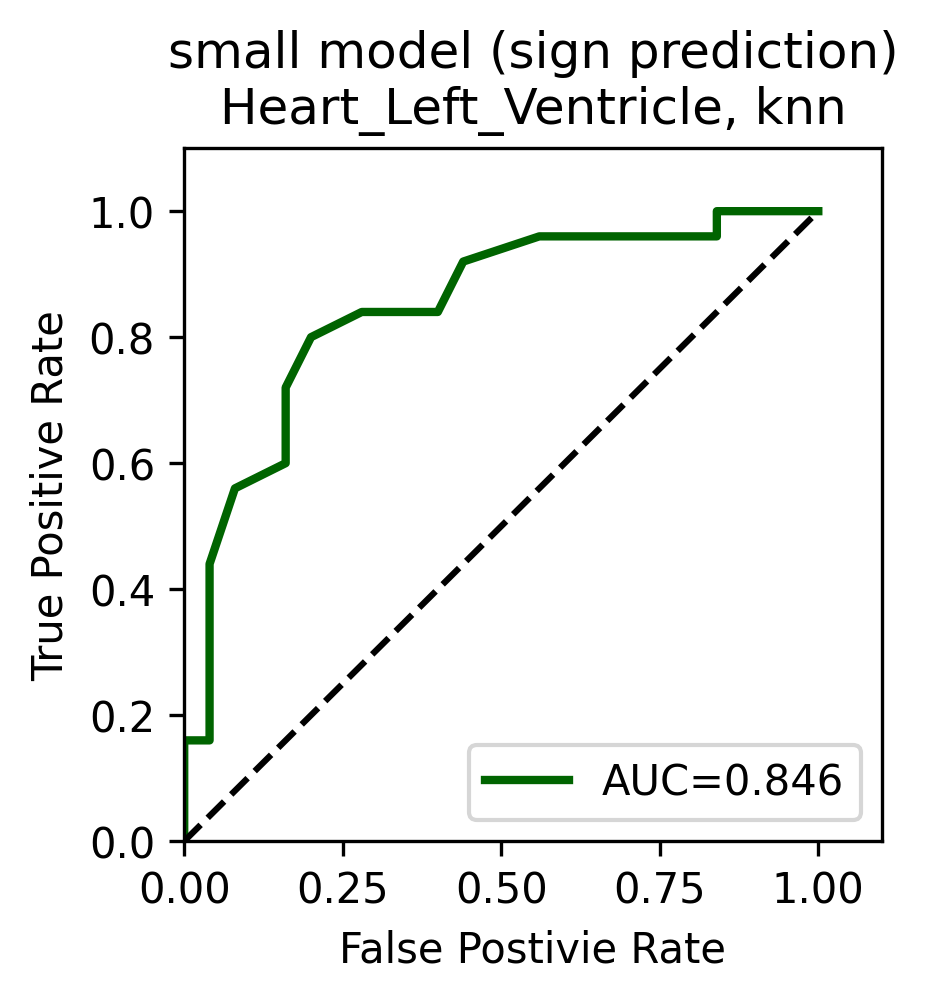 small model (sign prediction)
Heart_Left_Ventricle, knn
True Positive Rate
1.0
0.8
0.6
0.4
0.2
0.0
AUC=0.846
0.00 0.25 0.50 0.75 1.00
False Postivie Rate